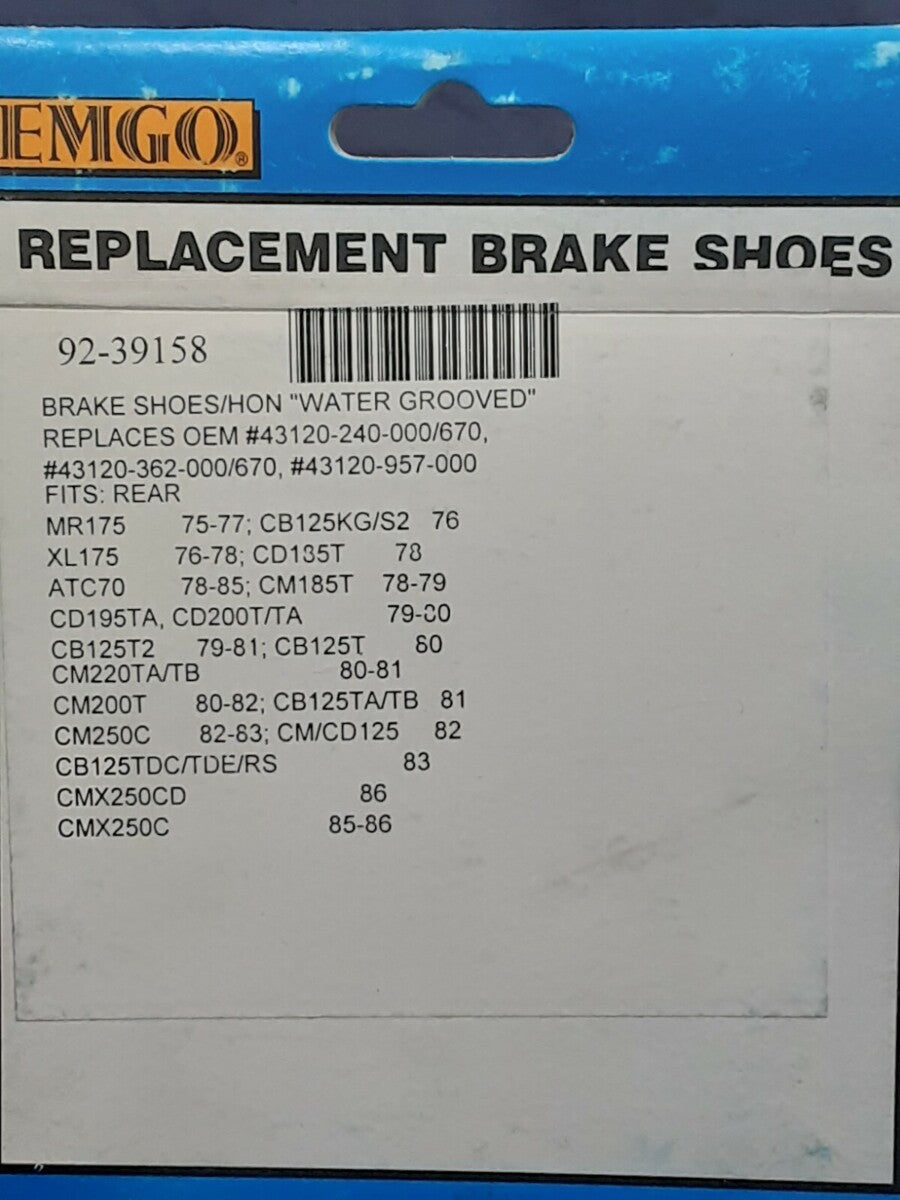 EMGO®
REPLACEMENT BRAKE SHOES
92-39158
BRAKE SHOES/HON "WATER GROOVED"
REPLACES OEM #43120-240-000/670,
#43120-362-000/670, #43120-957-000
FITS: REAR
MR175 75-77; CB125KG/S2 76
XL175 76-78; CD185T 78
ATC70 78-85; CM185T 78-79
CD195TA, CD200T/TA 79-80
CB125T2 79-81; CB125T 80
CM220TA/TB 80-81
CM200T 80-82; CB125TA/TB 81
CM250C 82-83; CM/CD125 82
CB125TDC/TDE/RS 83
CMX250CD 86
CMX250C 85-86